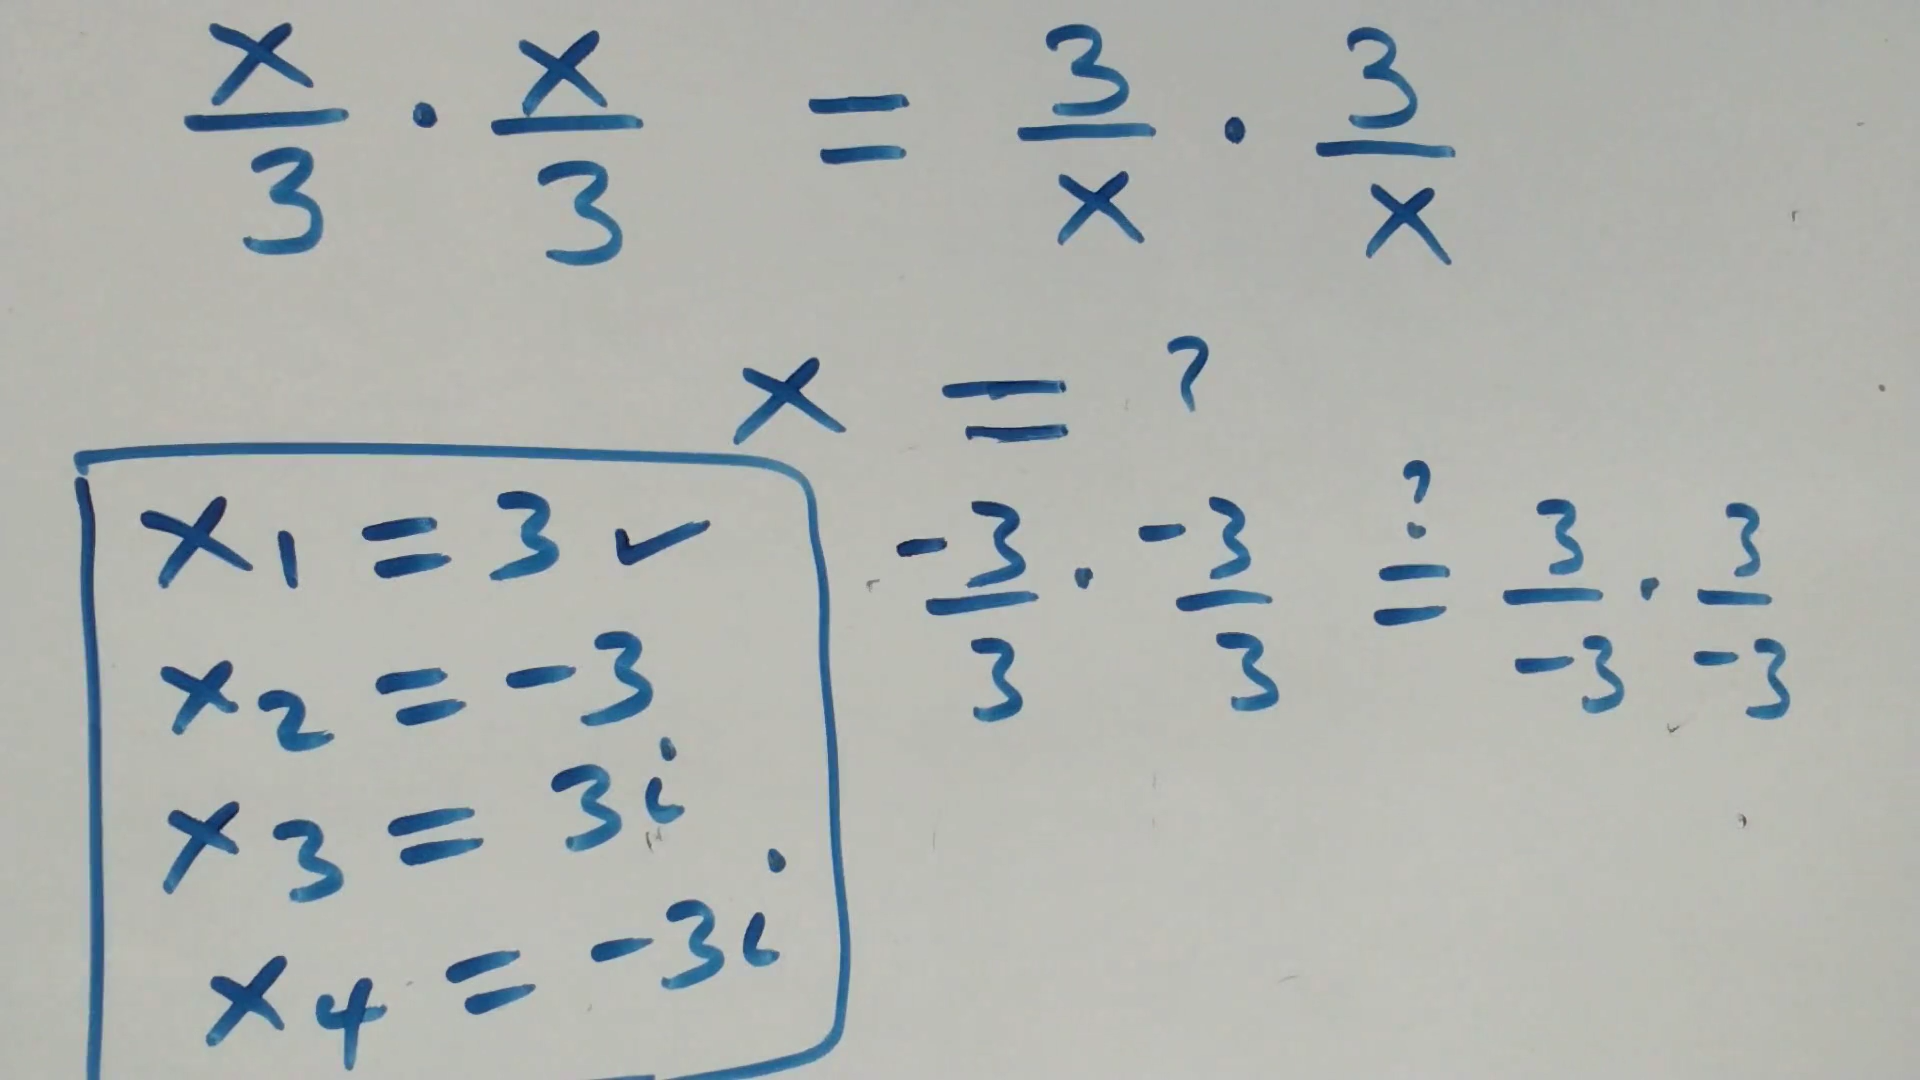 x/3 · x/3 = 3/x · 3/x
x = ?
x₁ = 3 ✓
x₂ = -3
x₃ = 3i
x₄ = -3i
-3/3 · -3/3 ?= 3/-3 · 3/-3